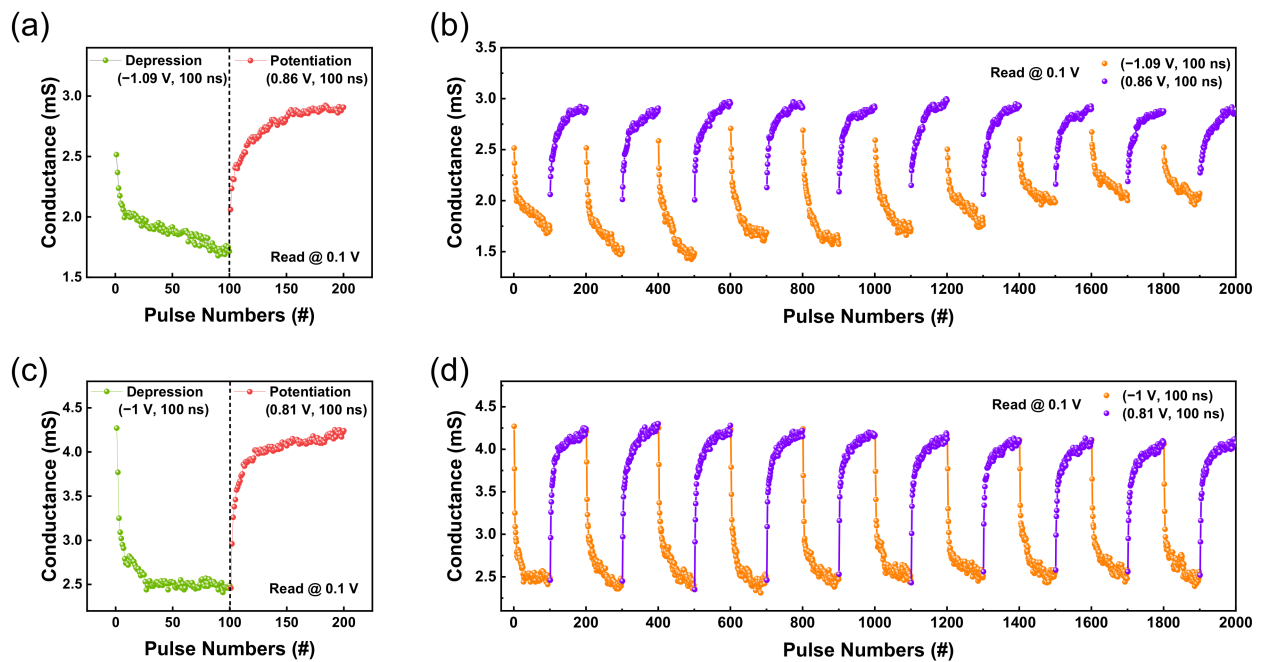 (a)
Depression
(−1.09 V, 100 ns)
Potentiation
(0.86 V, 100 ns)
Read @ 0.1 V
Conductance (mS)
3.0
2.5
2.0
1.5
0
50
100
150
200
Pulse Numbers (#)
(b)
Read @ 0.1 V
(−1.09 V, 100 ns)
(0.86 V, 100 ns)
Conductance (mS)
3.5
3.0
2.5
2.0
1.5
0
200
400
600
800
1000
1200
1400
1600
1800
2000
Pulse Numbers (#)
(c)
Depression
(−1 V, 100 ns)
Potentiation
(0.81 V, 100 ns)
Read @ 0.1 V
Conductance (mS)
4.5
4.0
3.5
3.0
2.5
0
50
100
150
200
Pulse Numbers (#)
(d)
Read @ 0.1 V
(−1 V, 100 ns)
(0.81 V, 100 ns)
Conductance (mS)
4.5
4.0
3.5
3.0
2.5
0
200
400
600
800
1000
1200
1400
1600
1800
2000
Pulse Numbers (#)